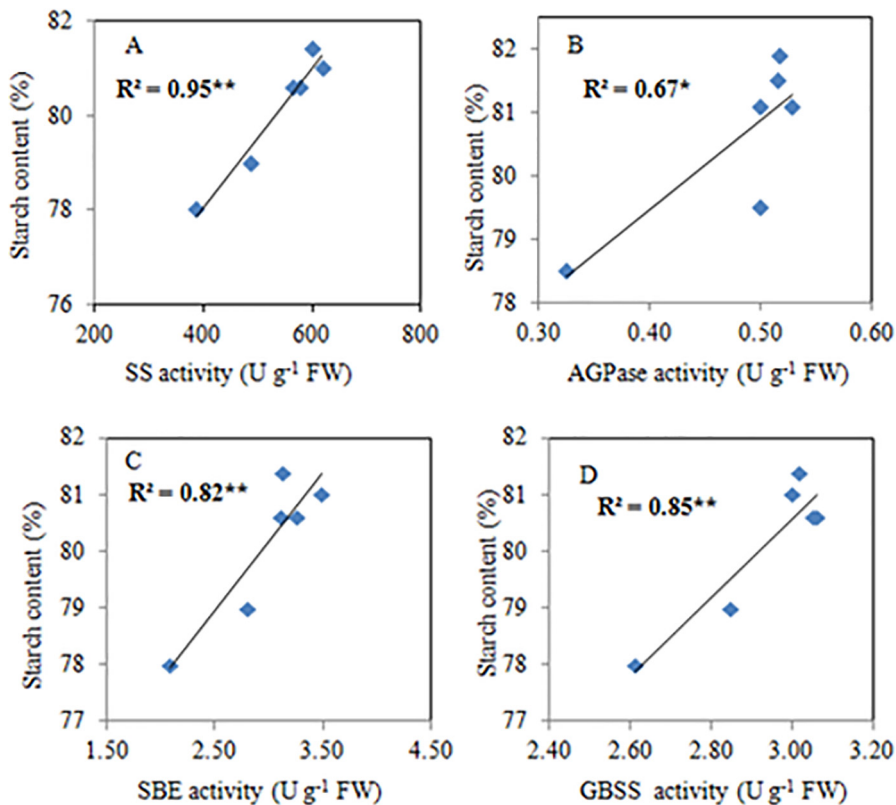 A
R² = 0.95**
Starch content (%)
82
80
78
76
200 400 600 800
SS activity (U g⁻¹ FW)
B
R² = 0.67*
Starch content (%)
82
81
80
79
78
0.30 0.40 0.50 0.60
AGPase activity (U g⁻¹ FW)
C
R² = 0.82**
Starch content (%)
82
81
80
79
78
77
1.50 2.50 3.50 4.50
SBE activity (U g⁻¹ FW)
D
R² = 0.85**
Starch content (%)
82
81
80
79
78
77
2.40 2.60 2.80 3.00 3.20
GBSS activity (U g⁻¹ FW)